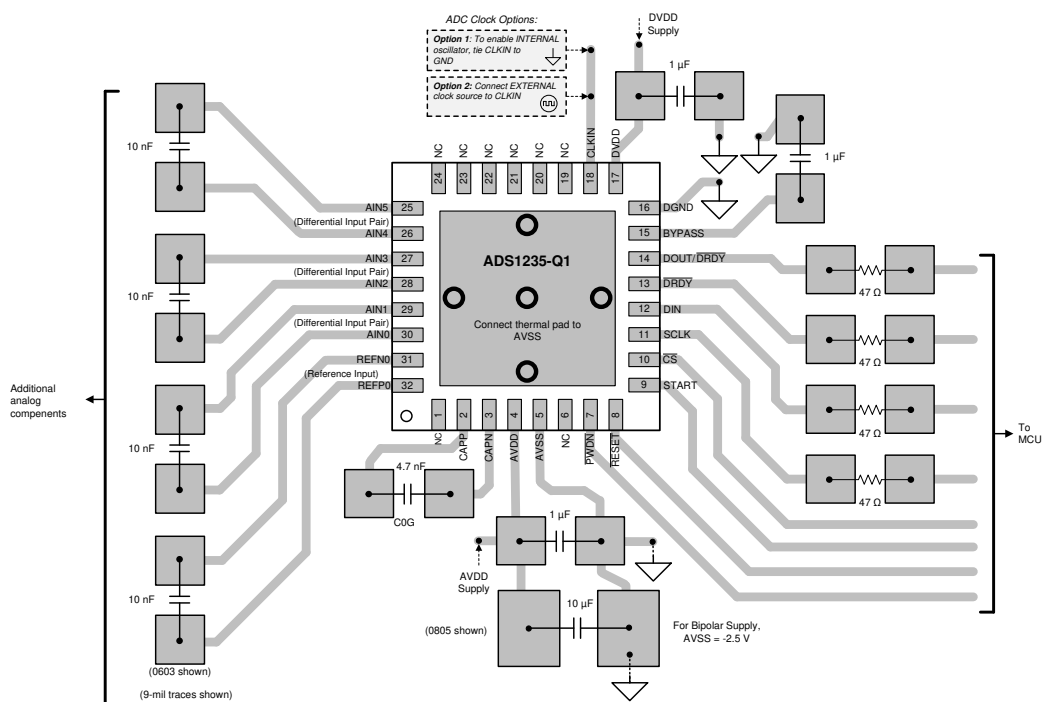 ADC Clock Options:
Option 1: To enable INTERNAL
oscillator, tie CLKIN to
GND
Option 2: Connect EXTERNAL
clock source to CLKIN
DVDD
Supply
1 µF
1 µF
10 nF
10 nF
10 nF
10 nF
(0603 shown)
(9-mil traces shown)
Additional
analog
compenents
NC
NC
NC
NC
NC
NC
CLKIN
DVDD
24
23
22
21
20
19
18
17
AIN5
25
(Differential Input Pair)
AIN4
26
AIN3
27
(Differential Input Pair)
AIN2
28
AIN1
29
(Differential Input Pair)
AIN0
30
REFN0
31
(Reference Input)
REFP0
32
ADS1235-Q1
Connect thermal pad to
AVSS
16
DGND
15
BYPASS
14
DOUT/DRDY
13
DRDY
12
DIN
11
SCLK
10
CS
9
START
1
2
3
4
5
6
7
8
NC
CAPP
CAPN
AVDD
AVSS
NC
PWDN
RESET
47 Ω
47 Ω
47 Ω
47 Ω
To
MCU
4.7 nF
C0G
1 µF
AVDD
Supply
10 µF
(0805 shown)
For Bipolar Supply,
AVSS = -2.5 V